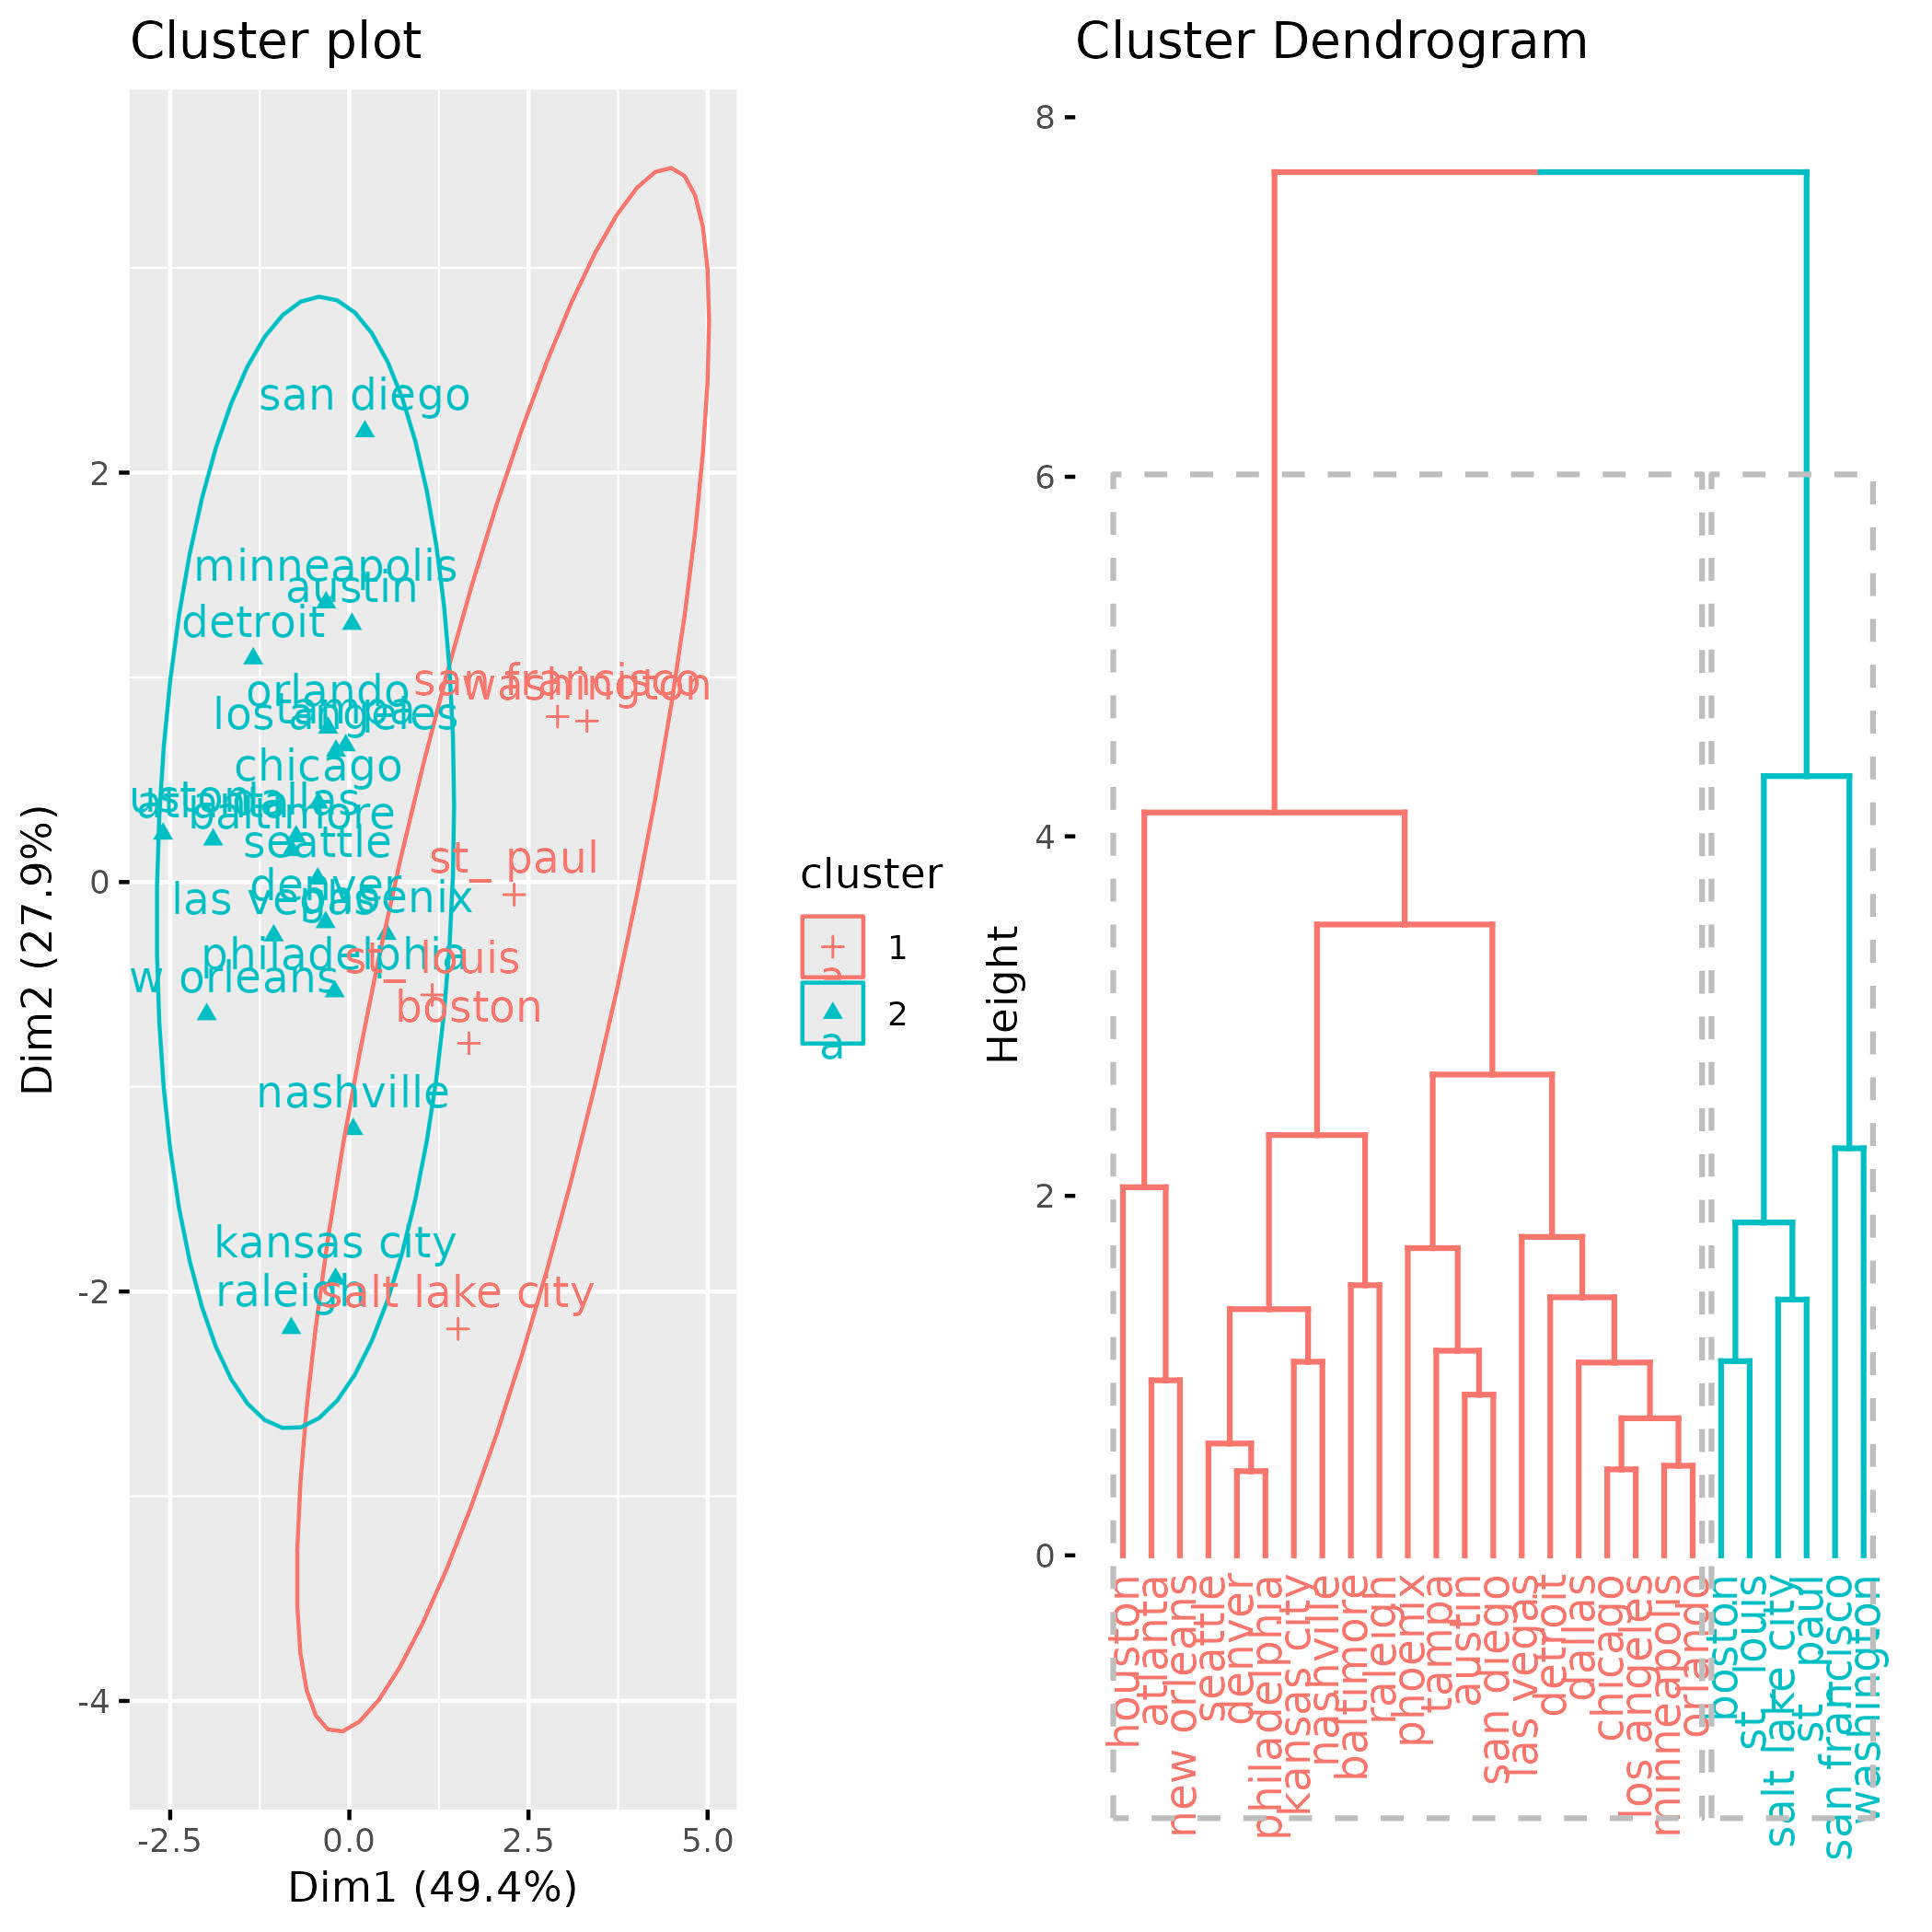 Cluster plot
san diego
minneapolis
austin
detroit
orlando
san francisco
washington
tampa
los angeles
chicago
baltimore
seattle
st_ paul
denver
las vegas
phoenix
philadelphia
st_ louis
w orleans
boston
nashville
kansas city
raleigh
salt lake city
2
0
-2
-4
-2.5 0.0 2.5 5.0
Dim1 (49.4%)
Dim2 (27.9%)
cluster
1
2
a
Cluster Dendrogram
8
6
4
2
0
Height
houston
atlanta
new orleans
seattle
denver
philadelphia
kansas city
nashville
baltimore
raleigh
phoenix
tampa
austin
san diego
las vegas
detroit
dallas
chicago
los angeles
minneapolis
orlando
boston
st_ louis
salt lake city
st_ paul
san francisco
washington